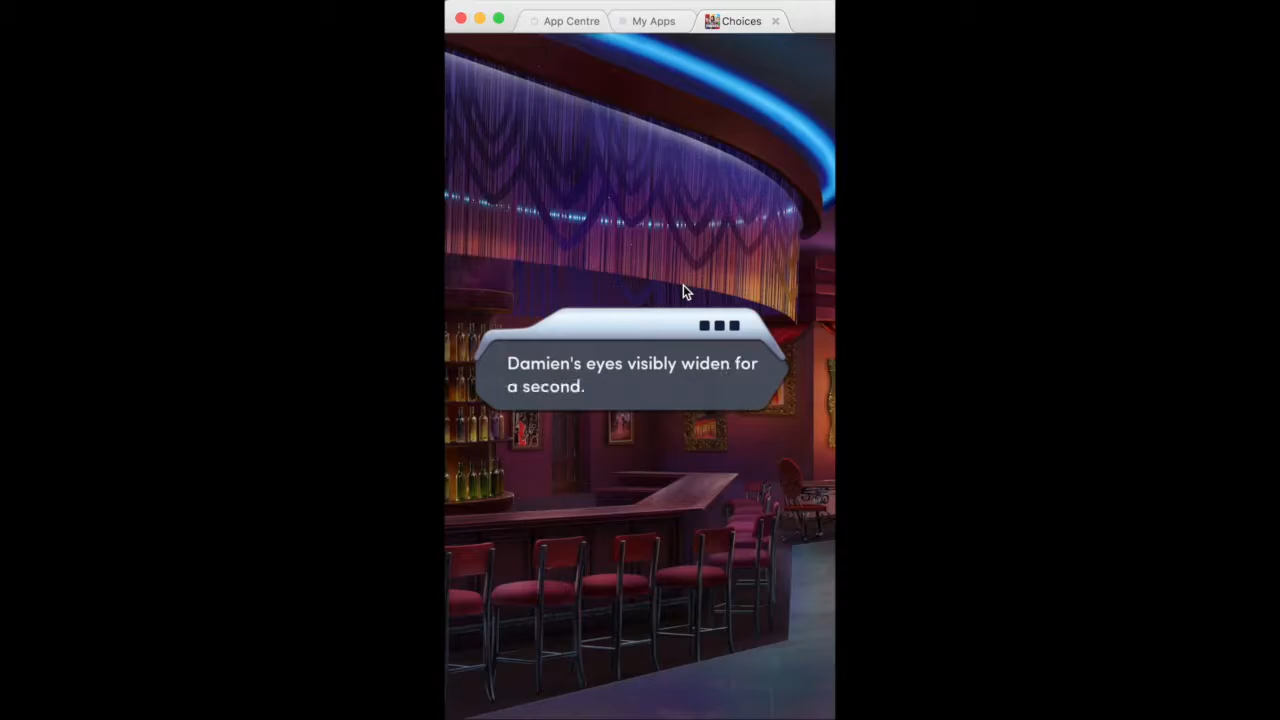 App Centre
My Apps
Choices
Damien's eyes visibly widen for
a second.